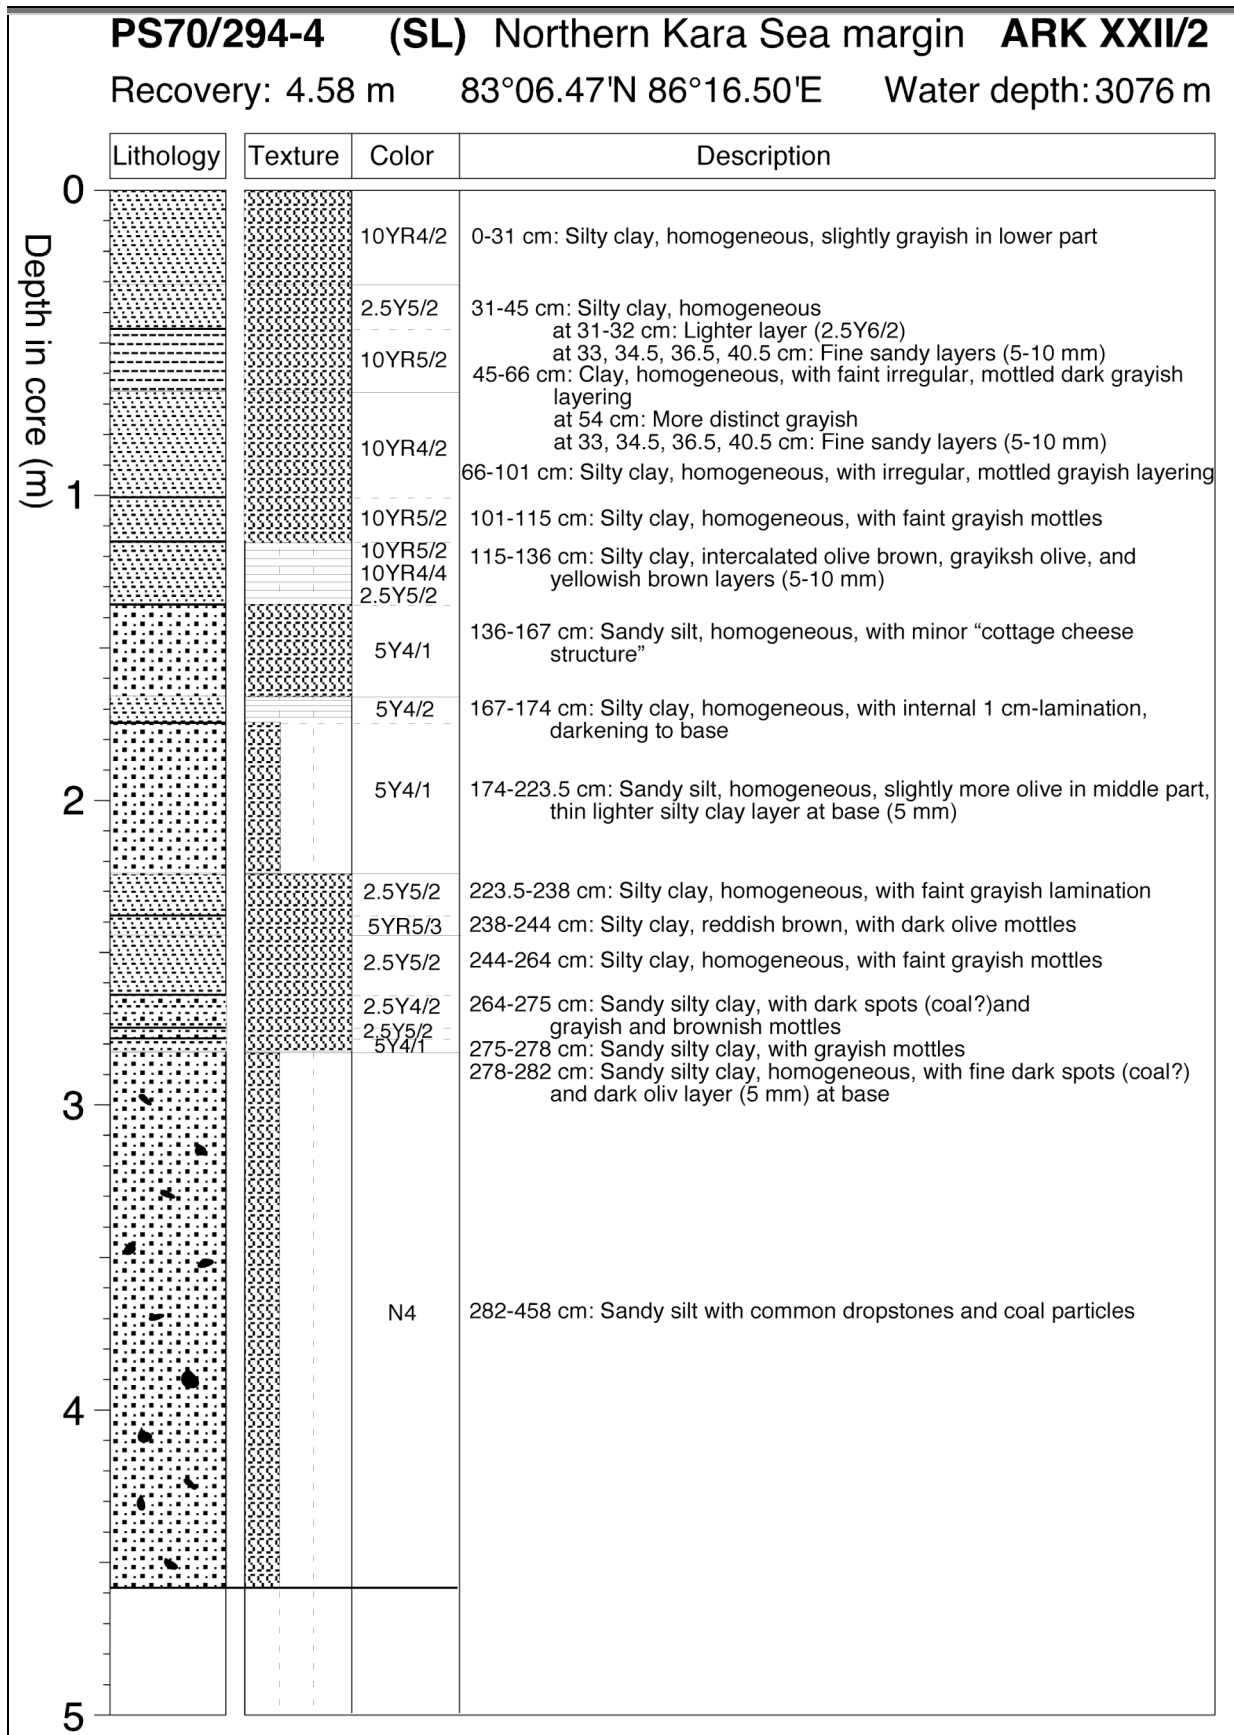 PS70/294-4 (SL) Northern Kara Sea margin ARK XXII/2
Recovery: 4.58 m 83°06.47'N 86°16.50'E Water depth: 3076 m
Lithology Texture Color Description
0
Depth in core (m)
10YR4/2 0-31 cm: Silty clay, homogeneous, slightly grayish in lower part
2.5Y5/2 31-45 cm: Silty clay, homogeneous
at 31-32 cm: Lighter layer (2.5Y6/2)
at 33, 34.5, 36.5, 40.5 cm: Fine sandy layers (5-10 mm)
10YR5/2
45-66 cm: Clay, homogeneous, with faint irregular, mottled dark grayish
layering
at 54 cm: More distinct grayish
at 33, 34.5, 36.5, 40.5 cm: Fine sandy layers (5-10 mm)
10YR4/2
66-101 cm: Silty clay, homogeneous, with irregular, mottled grayish layering
1
10YR5/2 101-115 cm: Silty clay, homogeneous, with faint grayish mottles
10YR5/2
115-136 cm: Silty clay, intercalated olive brown, grayiksh olive, and
10YR4/4
yellowish brown layers (5-10 mm)
2.5Y5/2
136-167 cm: Sandy silt, homogeneous, with minor “cottage cheese
structure”
5Y4/1
5Y4/2 167-174 cm: Silty clay, homogeneous, with internal 1 cm-lamination,
darkening to base
5Y4/1 174-223.5 cm: Sandy silt, homogeneous, slightly more olive in middle part,
2
thin lighter silty clay layer at base (5 mm)
2.5Y5/2 223.5-238 cm: Silty clay, homogeneous, with faint grayish lamination
5YR5/3 238-244 cm: Silty clay, reddish brown, with dark olive mottles
2.5Y5/2 244-264 cm: Silty clay, homogeneous, with faint grayish mottles
2.5Y4/2 264-275 cm: Sandy silty clay, with dark spots (coal?)and
grayish and brownish mottles
2.5Y5/2
5Y4/1
275-278 cm: Sandy silty clay, with grayish mottles
278-282 cm: Sandy silty clay, homogeneous, with fine dark spots (coal?)
and dark oliv layer (5 mm) at base
3
N4 282-458 cm: Sandy silt with common dropstones and coal particles
4
5